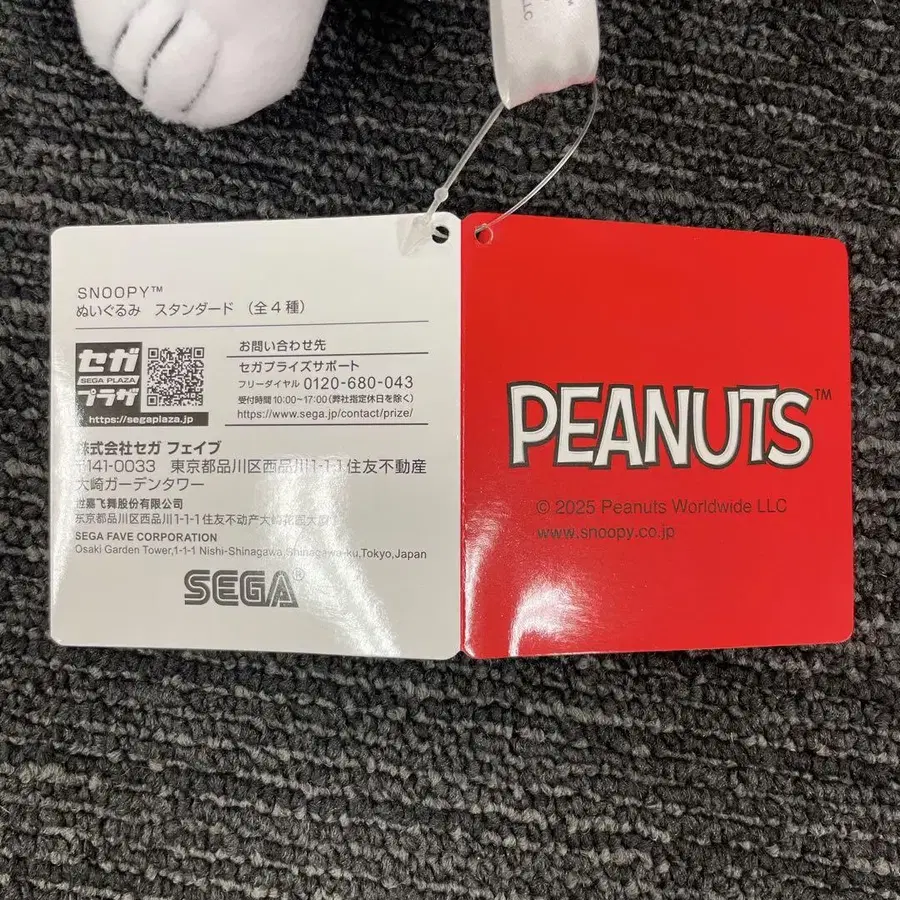 LLC
SNOOPY™
ぬいぐるみ スタンダード （全4種）
セガ
SEGA PLAZA
プラザ
https://segaplaza.jp
お問い合わせ先
セガプライズサポート
フリーダイヤル 0120-680-043
受付時間 10:00~17:00（弊社指定休日を除く）
https://www.sega.jp/contact/prize/
株式会社セガ フェイブ
〒141-0033 東京都品川区西品川1-1-1住友不動産
大崎ガーデンタワー
世嘉飞舞股份有限公司
东京都品川区西品川1-1-1住友不动产大崎花园大厦
SEGA FAVE CORPORATION
Osaki Garden Tower,1-1-1 Nishi-Shinagawa,Shinagawa-ku,Tokyo,Japan
SEGA®
PEANUTS™
© 2025 Peanuts Worldwide LLC
www.snoopy.co.jp